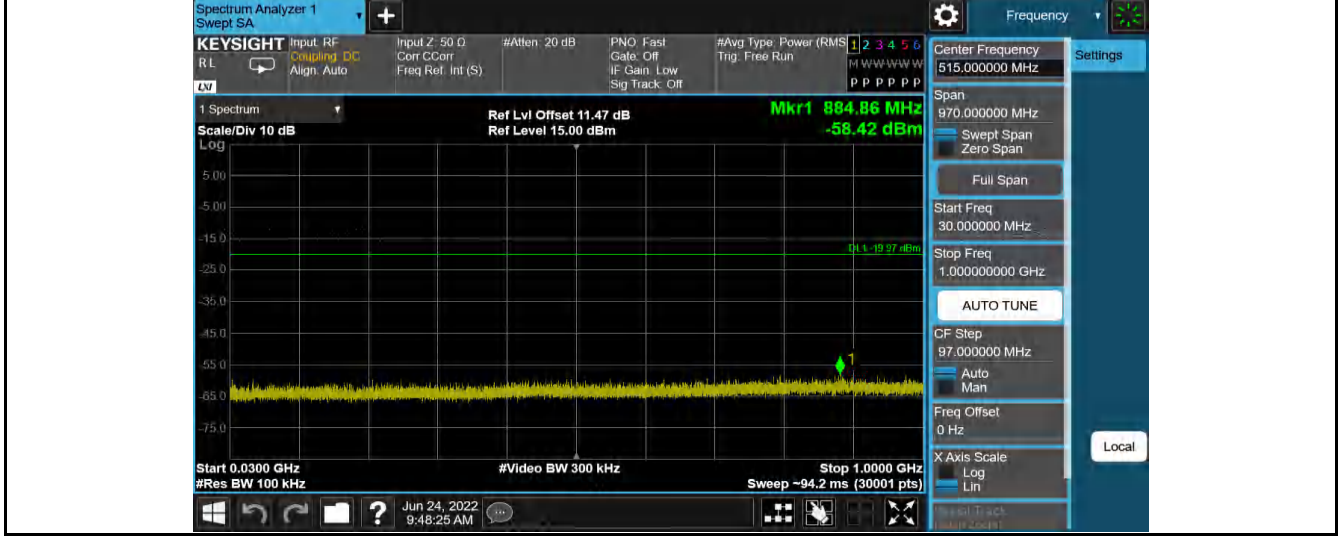 Spectrum Analyzer 1
Swept SA
Frequency
KEYSIGHT
RL
LXI
Input: RF
Coupling: DC
Align: Auto
Input Z: 50 Ω
Corr CCorr
Freq Ref: Int (S)
#Atten: 20 dB
PNO: Fast
Gate: Off
IF Gain: Low
Sig Track: Off
#Avg Type: Power (RMS
Trig: Free Run
1 2 3 4 5 6
M W W W W W
P P P P P P
1 Spectrum
Scale/Div 10 dB
Log
Ref Lvl Offset 11.47 dB
Ref Level 15.00 dBm
Mkr1 884.86 MHz
-58.42 dBm
5.00
-5.00
-15.0
DL1 -19.97 dBm
-25.0
-35.0
-45.0
-55.0
1
-65.0
-75.0
Start 0.0300 GHz
#Res BW 100 kHz
#Video BW 300 kHz
Stop 1.0000 GHz
Sweep ~94.2 ms (30001 pts)
Jun 24, 2022
9:48:25 AM
Center Frequency
515.000000 MHz
Settings
Span
970.000000 MHz
Swept Span
Zero Span
Full Span
Start Freq
30.000000 MHz
Stop Freq
1.000000000 GHz
AUTO TUNE
CF Step
97.000000 MHz
Auto
Man
Freq Offset
0 Hz
X Axis Scale
Log
Lin
Local